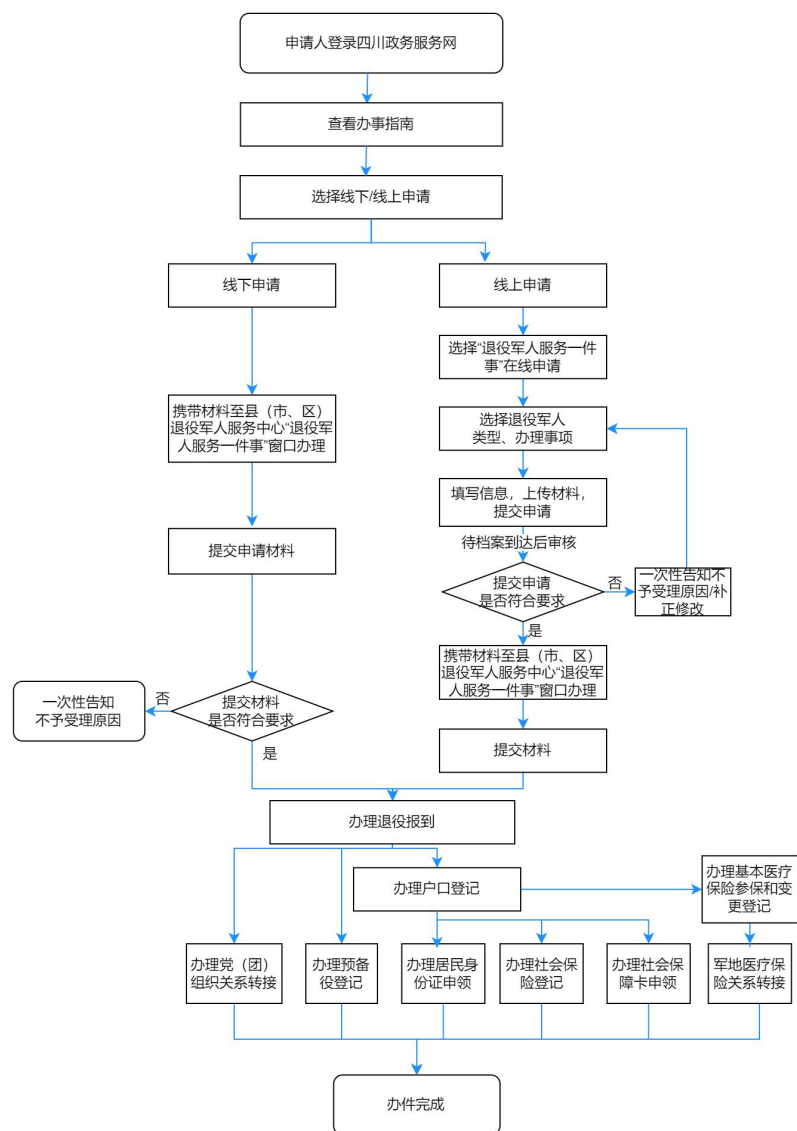 申请人登录四川政务服务网
查看办事指南
选择线下/线上申请
线下申请
线上申请
选择“退役军人服务一件
事”在线申请
携带材料至县（市、区）
退役军人服务中心“退役军
人服务一件事”窗口办理
选择退役军人
类型、办理事项
填写信息，上传材料，
提交申请
提交申请材料
待档案到达后审核
提交申请
是否符合要求
否
一次性告知不
予受理原因/补
正修改
是
携带材料至县（市、区）
退役军人服务中心“退役军
人服务一件事”窗口办理
一次性告知
不予受理原因
否
提交材料
是否符合要求
是
提交材料
办理退役报到
办理户口登记
办理基本医疗
保险参保和变
更登记
办理党（团）
组织关系转接
办理预备
役登记
办理居民身
份证申领
办理社会保
险登记
办理社会保
障卡申领
军地医疗保
险关系转接
办件完成